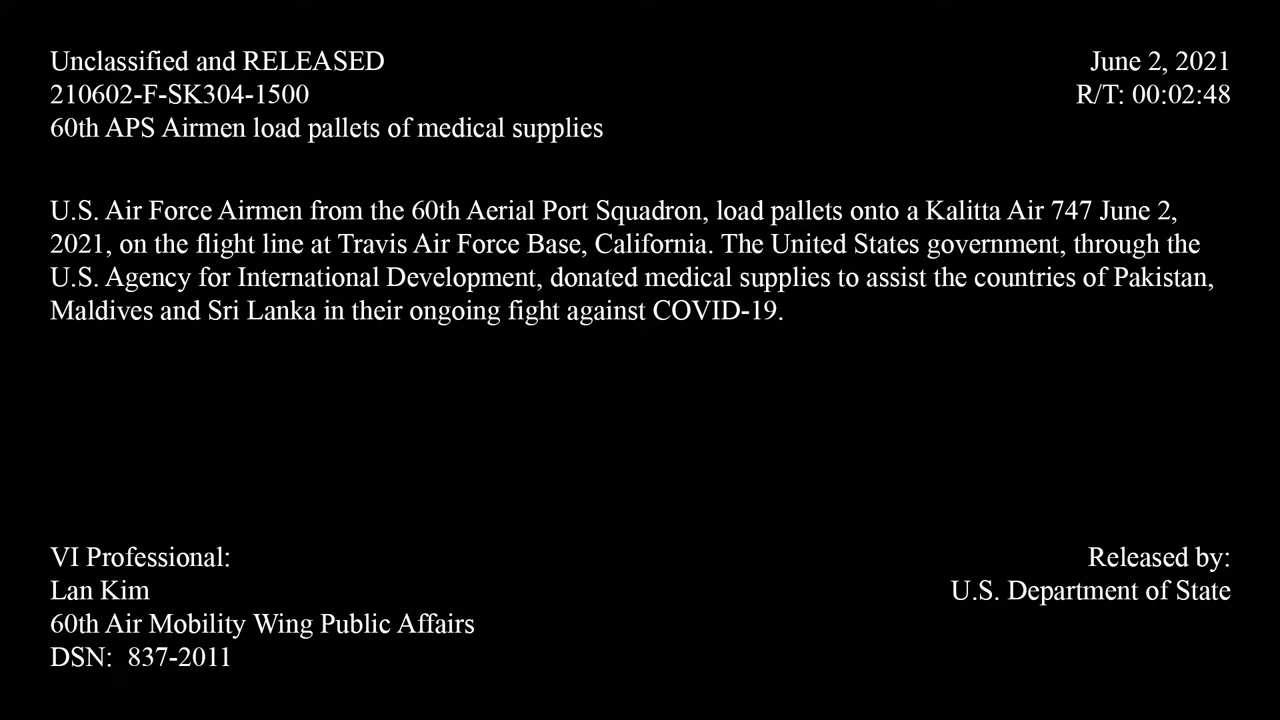 Unclassified and RELEASED
June 2, 2021
210602-F-SK304-1500
R/T: 00:02:48
60th APS Airmen load pallets of medical supplies
U.S. Air Force Airmen from the 60th Aerial Port Squadron, load pallets onto a Kalitta Air 747 June 2,
2021, on the flight line at Travis Air Force Base, California. The United States government, through the
U.S. Agency for International Development, donated medical supplies to assist the countries of Pakistan,
Maldives and Sri Lanka in their ongoing fight against COVID-19.
VI Professional:
Released by:
Lan Kim
U.S. Department of State
60th Air Mobility Wing Public Affairs
DSN:  837-2011